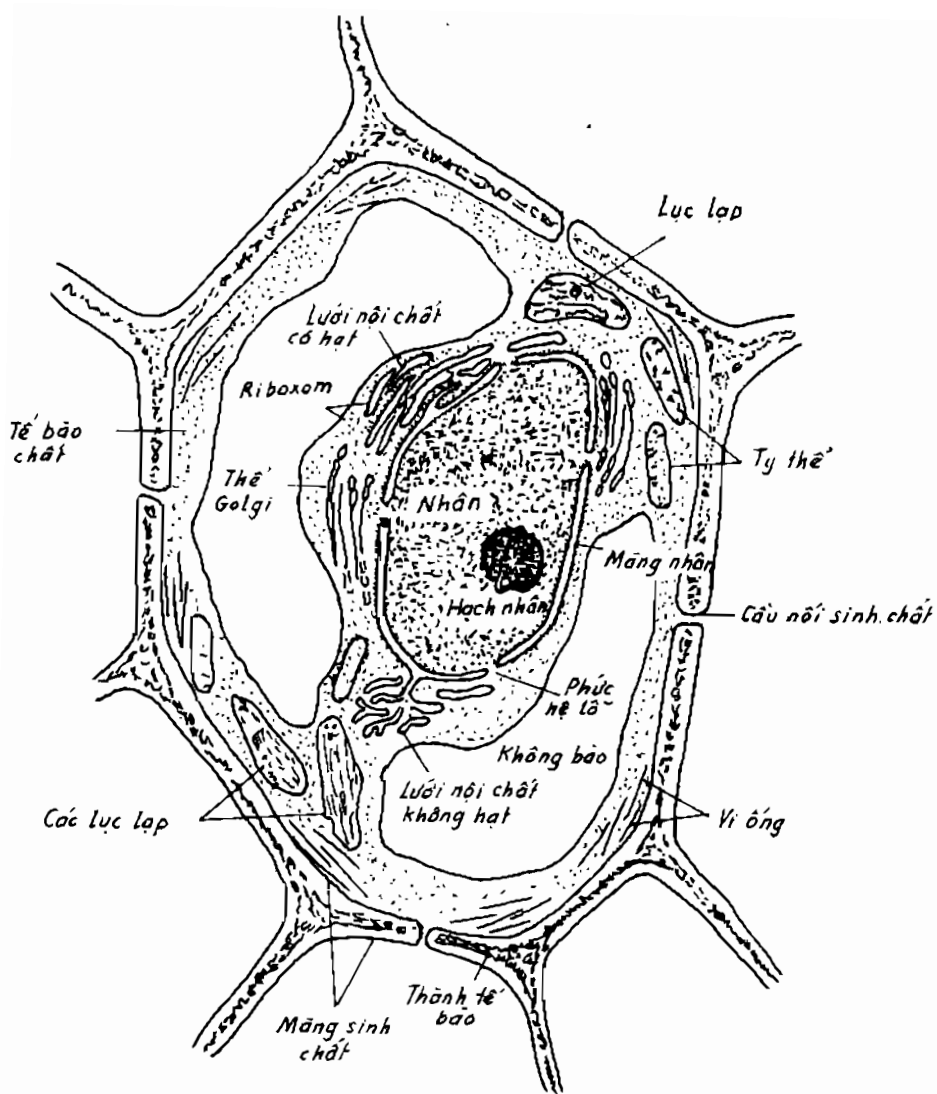 Lục lạp
Lưới nội chất
có hạt
Riboxom
Tế bào
chất
Thể
Golgi
Ty thể
Nhân
Màng nhân
Hạch nhân
Cầu nối sinh chất
Phức
hệ lỗ
Không bào
Lưới nội chất
không hạt
Các lục lạp
Vi ống
Thành tế
bào
Màng sinh
chất